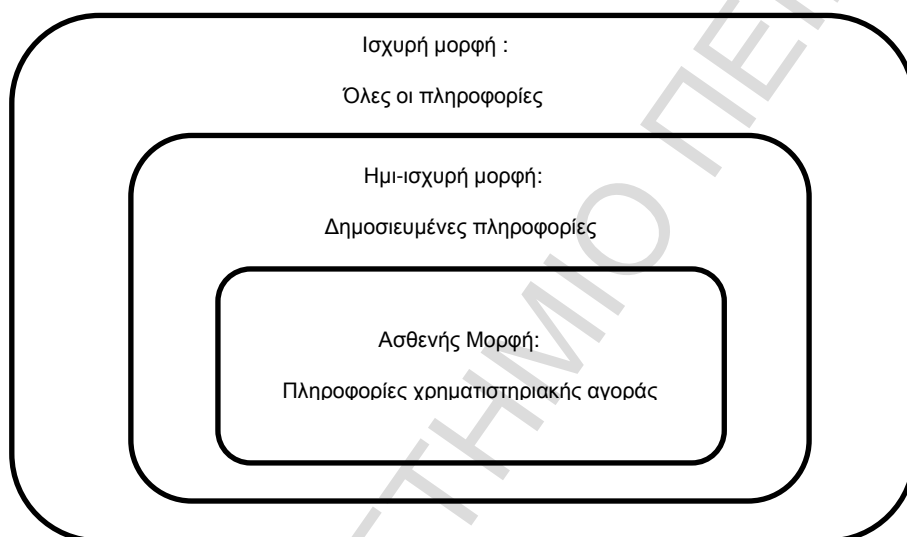 Ισχυρή μορφή :
Όλες οι πληροφορίες
Ημι-ισχυρή μορφή:
Δημοσιευμένες πληροφορίες
Ασθενής Μορφή:
Πληροφορίες χρηματιστηριακής αγοράς